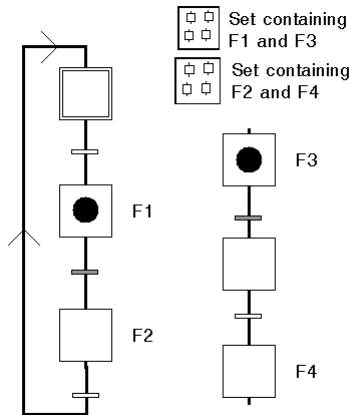 Set containing
F1 and F3
Set containing
F2 and F4
F3
F1
F2
F4